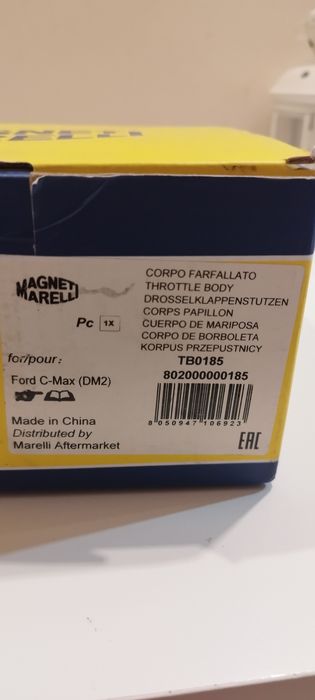 MAGNETI
MARELLI
Pc 1X
CORPO FARFALLATO
THROTTLE BODY
DROSSELKLAPPENSTUTZEN
CORPS PAPILLON
CUERPO DE MARIPOSA
CORPO DE BORBOLETA
KORPUS PRZEPUSTNICY
for/pour:
TB0185
802000000185
Ford C-Max (DM2)
8 050947 106923
Made in China
Distributed by
Marelli Aftermarket
EAC